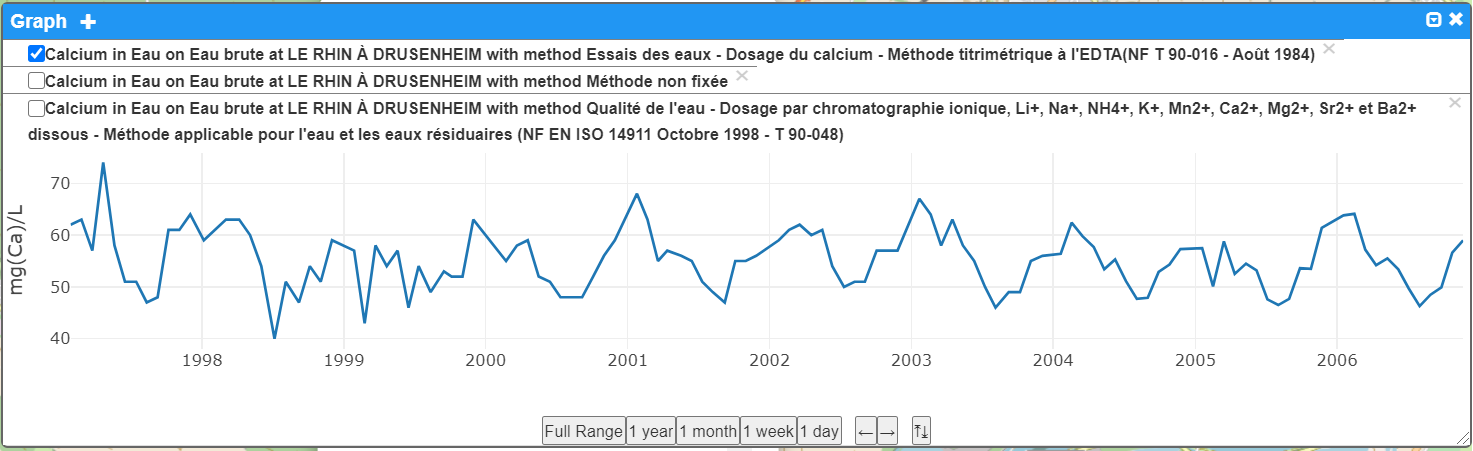 Graph +
Calcium in Eau on Eau brute at LE RHIN À DRUSENHEIM with method Essais des eaux - Dosage du calcium - Méthode titrimétrique à l'EDTA(NF T 90-016 - Août 1984) ×
Calcium in Eau on Eau brute at LE RHIN À DRUSENHEIM with method Méthode non fixée ×
Calcium in Eau on Eau brute at LE RHIN À DRUSENHEIM with method Qualité de l'eau - Dosage par chromatographie ionique, Li+, Na+, NH4+, K+, Mn2+, Ca2+, Mg2+, Sr2+ et Ba2+ ×
dissous - Méthode applicable pour l'eau et les eaux résiduaires (NF EN ISO 14911 Octobre 1998 - T 90-048)
mg(Ca)/L
70
60
50
40
1998 1999 2000 2001 2002 2003 2004 2005 2006
Full Range 1 year 1 month 1 week 1 day ← →